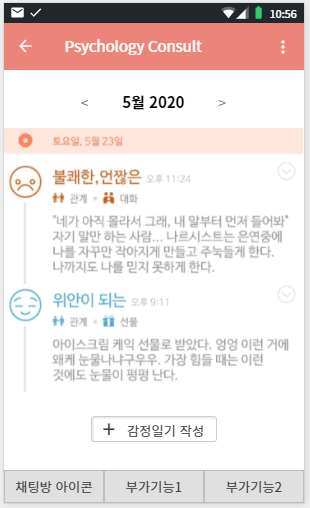 10:56
Psychology Consult
< 5월 2020 >
토요일, 5월 23일
불쾌한,언짢은 오후 11:24
관계 대화
"네가 아직 몰라서 그래, 내 말부터 먼저 들어봐"
자기 말만 하는 사람... 나르시스트는 은연중에
나를 자꾸만 작아지게 만들고 주눅들게 한다.
나까지도 나를 믿지 못하게 한다.
위안이 되는 오후 9:11
관계 선물
아이스크림 케익 선물로 받았다. 엉엉 이런 거에
왜케 눈물나냐구우우. 가장 힘들 때는 이런
것에도 눈물이 펑펑 난다.
+ 감정일기 작성
채팅방 아이콘
부가기능1
부가기능2